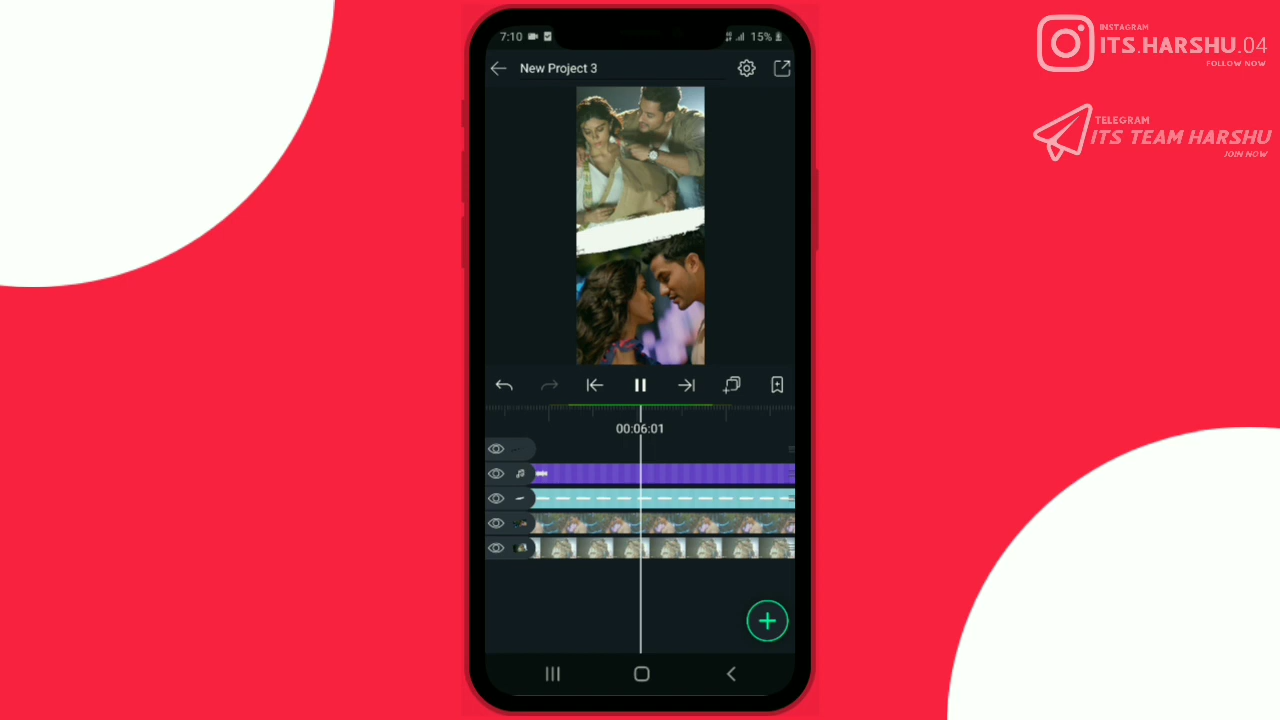 7:10
15%
New Project 3
00:06:01
INSTAGRAM
ITS.HARSHU.04
FOLLOW NOW
TELEGRAM
ITS TEAM HARSHU
JOIN NOW